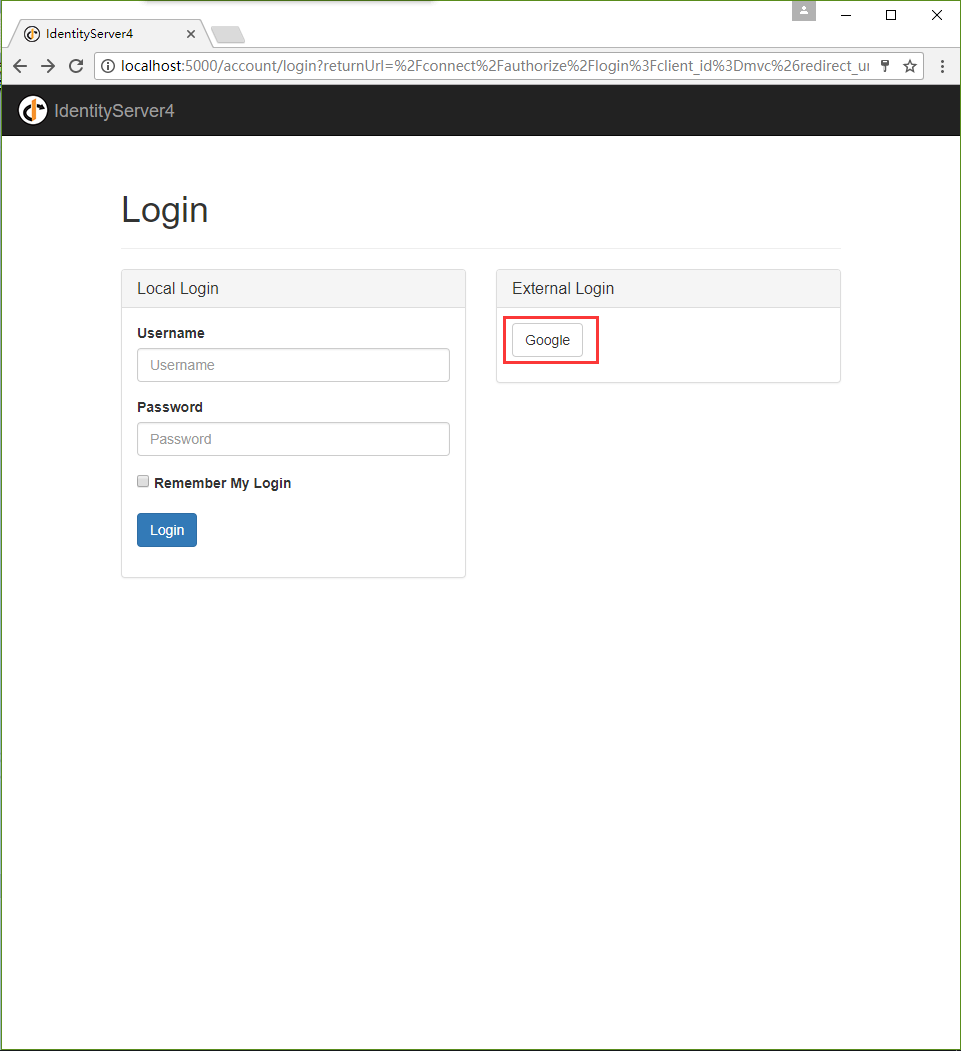 IdentityServer4
localhost:5000/account/login?returnUrl=%2Fconnect%2Fauthorize%2Flogin%3Fclient_id%3Dmvc%26redirect_u
IdentityServer4
Login
Local Login
Username
Username
Password
Password
Remember My Login
Login
External Login
Google